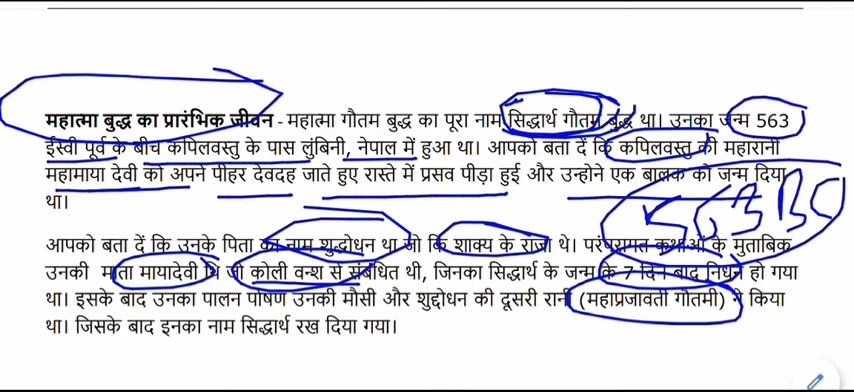 महात्मा बुद्ध का प्रारंभिक जीवन - महात्मा गौतम बुद्ध का पूरा नाम सिद्धार्थ गौतम बुद्ध था। उनका जन्म 563
ईस्वी पूर्व के बीच कपिलवस्तु के पास लुंबिनी, नेपाल में हुआ था। आपको बता दें कि कपिलवस्तु की महारानी
महामाया देवी को अपने पीहर देवदह जाते हुए रास्ते में प्रसव पीड़ा हुई और उन्होने एक बालक को जन्म दिया
था।
563 BC
आपको बता दें कि उनके पिता का नाम शुद्धोधन था जो कि शाक्य के राजा थे। परंपरागत कथाओं के मुताबिक
उनकी माता मायादेवी थि जो कोली वन्श से संबंधित थी, जिनका सिद्धार्थ के जन्म के 7 दिन बाद निधन हो गया
था। इसके बाद उनका पालन पोषण उनकी मौसी और शुद्दोधन की दूसरी रानी (महाप्रजावती गौतमी) ने किया
था। जिसके बाद इनका नाम सिद्धार्थ रख दिया गया।